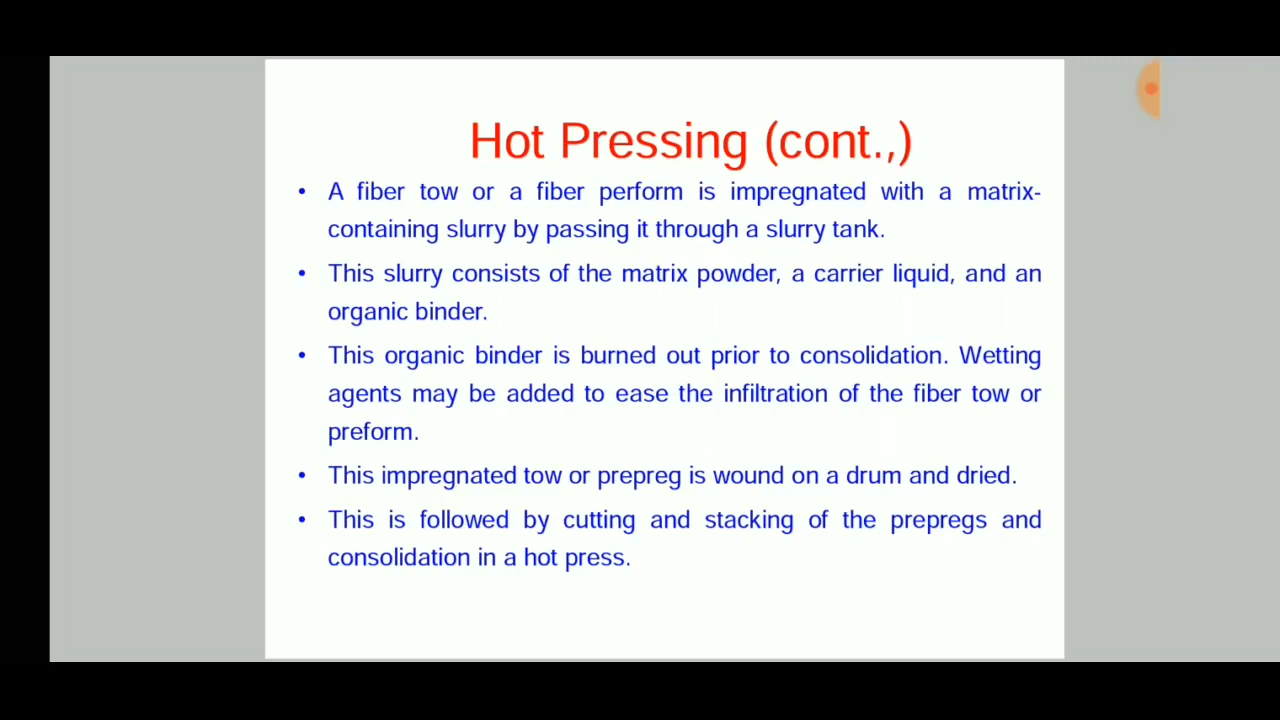 Hot Pressing (cont.,)
• A fiber tow or a fiber perform is impregnated with a matrix-
containing slurry by passing it through a slurry tank.
• This slurry consists of the matrix powder, a carrier liquid, and an
organic binder.
• This organic binder is burned out prior to consolidation. Wetting
agents may be added to ease the infiltration of the fiber tow or
preform.
• This impregnated tow or prepreg is wound on a drum and dried.
• This is followed by cutting and stacking of the prepregs and
consolidation in a hot press.